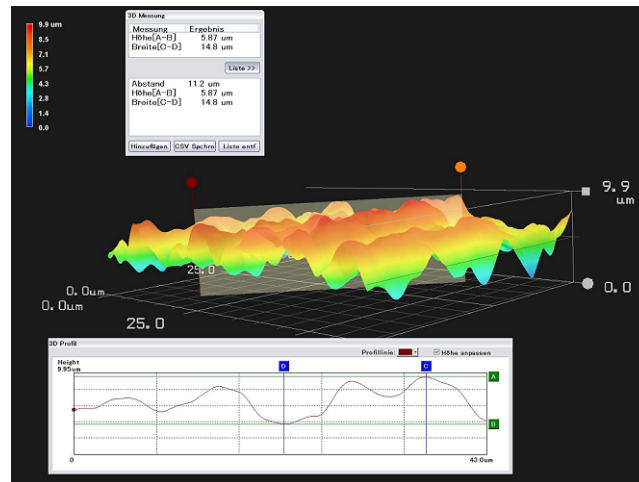 3D Messung
Messung Ergebnis
Höhe[A-B] 5.87 um
Breite[C-D] 14.8 um
Liste >>
Abstand 11.2 um
Höhe[A-B] 5.87 um
Breite[C-D] 14.8 um
Hinzufügen CSV Spchrn Liste entf
9.9 um
8.5
7.1
5.7
4.3
2.8
1.4
0.0
9.9
μm
0.0
25.0
0.0μm
0.0μm
25.0
3D Profil
Profillinie: Höhe anpassen
Height
9.95um
D C
A
B
0 43.0um